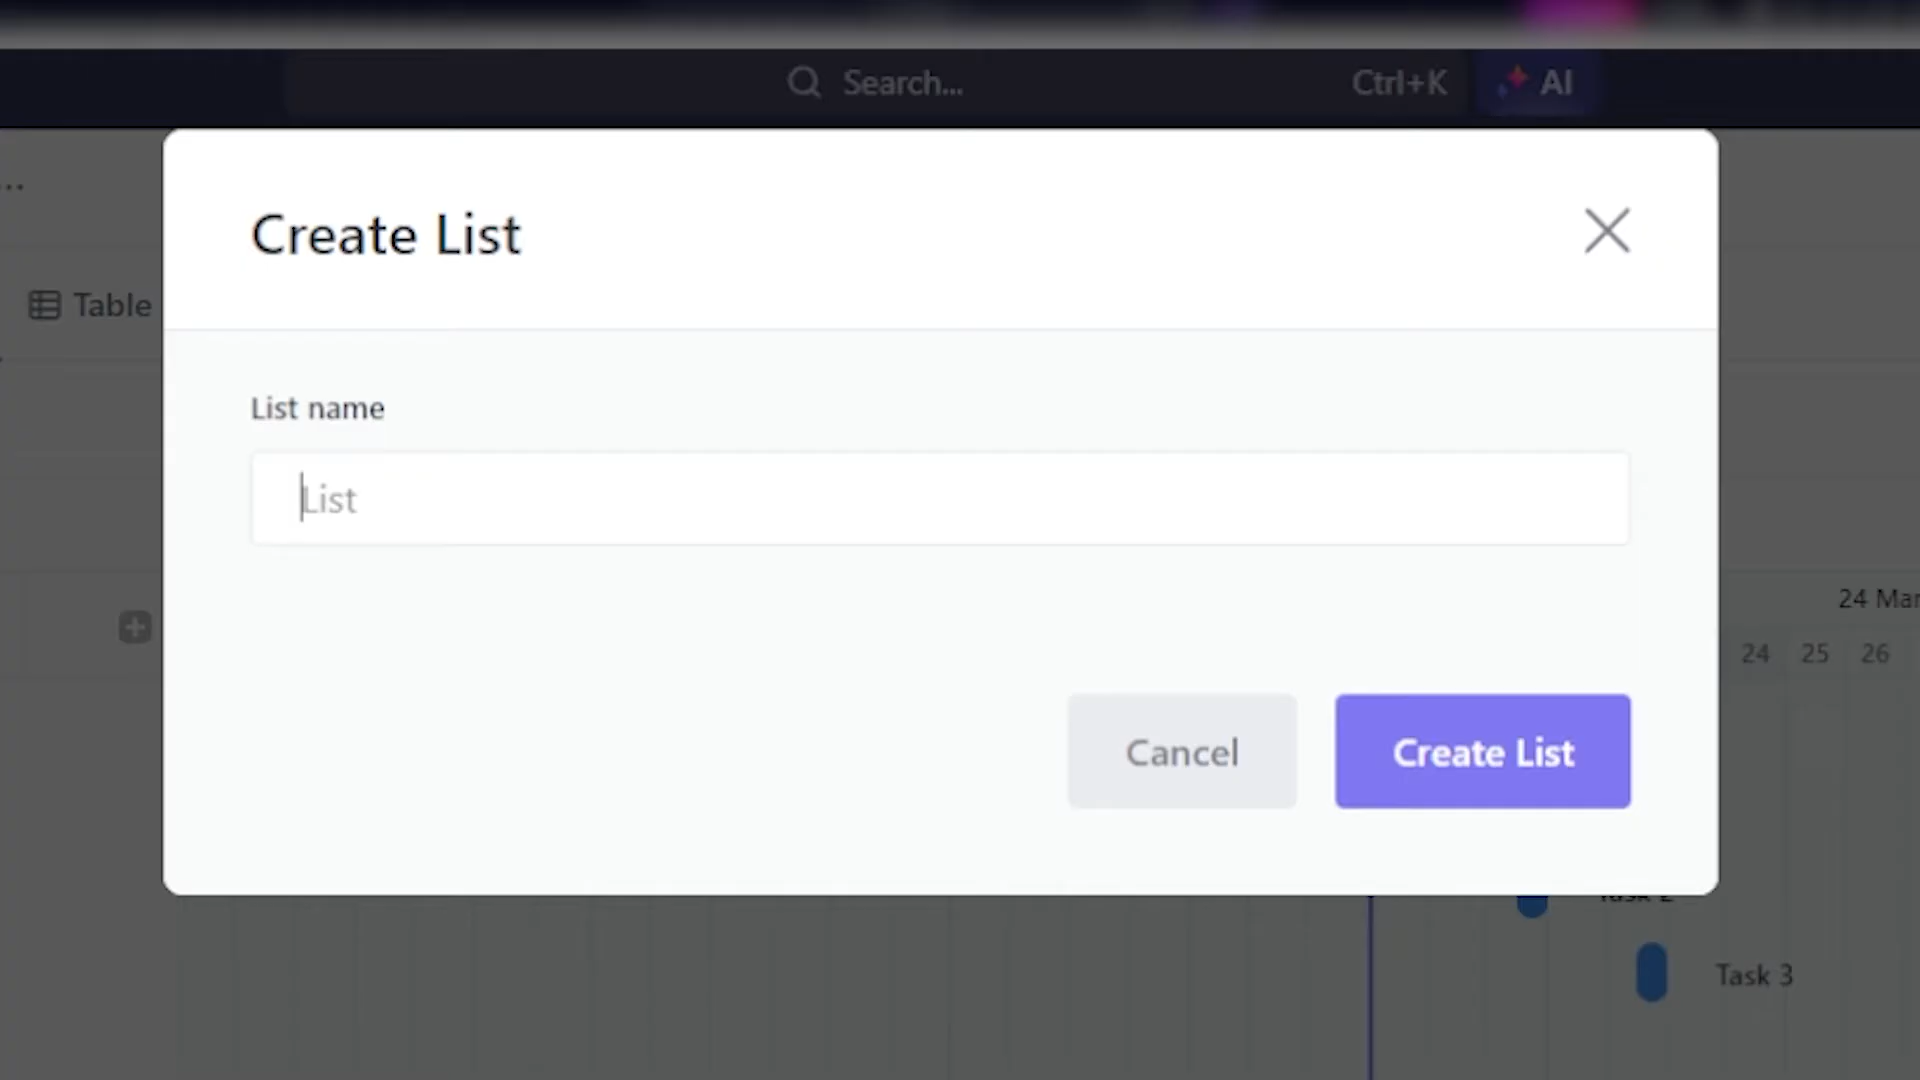 Search...
Ctrl+K
AI
...
Create List
Table
List name
List
24 Mar
24 25 26
Cancel
Create List
Task 2
Task 3